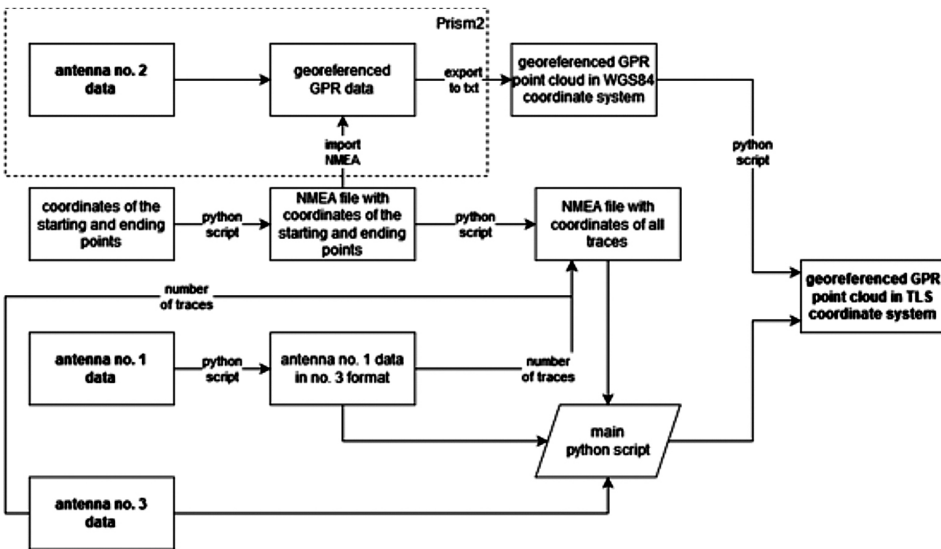 Prism2
antenna no. 2
data
georeferenced
GPR data
export
to txt
georeferenced GPR
point cloud in WGS84
coordinate system
import
NMEA
python
script
coordinates of the
starting and ending
points
python
script
NMEA file with
coordinates of the
starting and ending
points
python
script
NMEA file with
coordinates of all
traces
georeferenced GPR
point cloud in TLS
coordinate system
number
of traces
antenna no. 1
data
python
script
antenna no. 1 data
in no. 3 format
number
of traces
main
python script
antenna no. 3
data